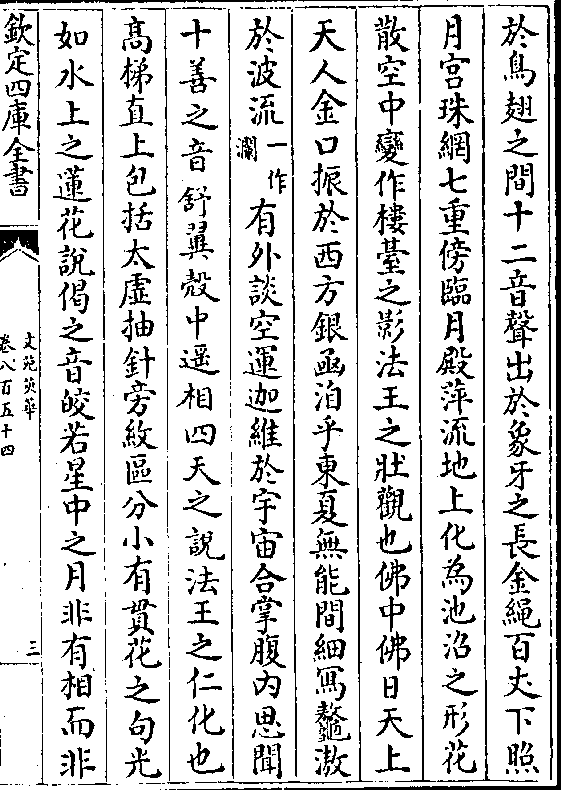 於鳥翅之間十二音聲出於象牙之長金繩百丈下照
月宫珠網七重傍臨月殿萍流地上化為池沼之形花
散空中變作樓臺之影法王之壯觀也佛中佛日天上
天人金口振於西方銀函泊乎東夏無能間細寫鼇激
於波流一作瀾有外談空運迦維於宇宙合掌腹内思聞
十善之音舒翼殻中遥相四天之說法王之仁化也
高梯直上包括太虚抽針旁紋區分小有貫花之句光
如水上之蓮花說偈之音皎若星中之月非有相而非
欽定四庫全書
文苑英華
卷八百五十四
三